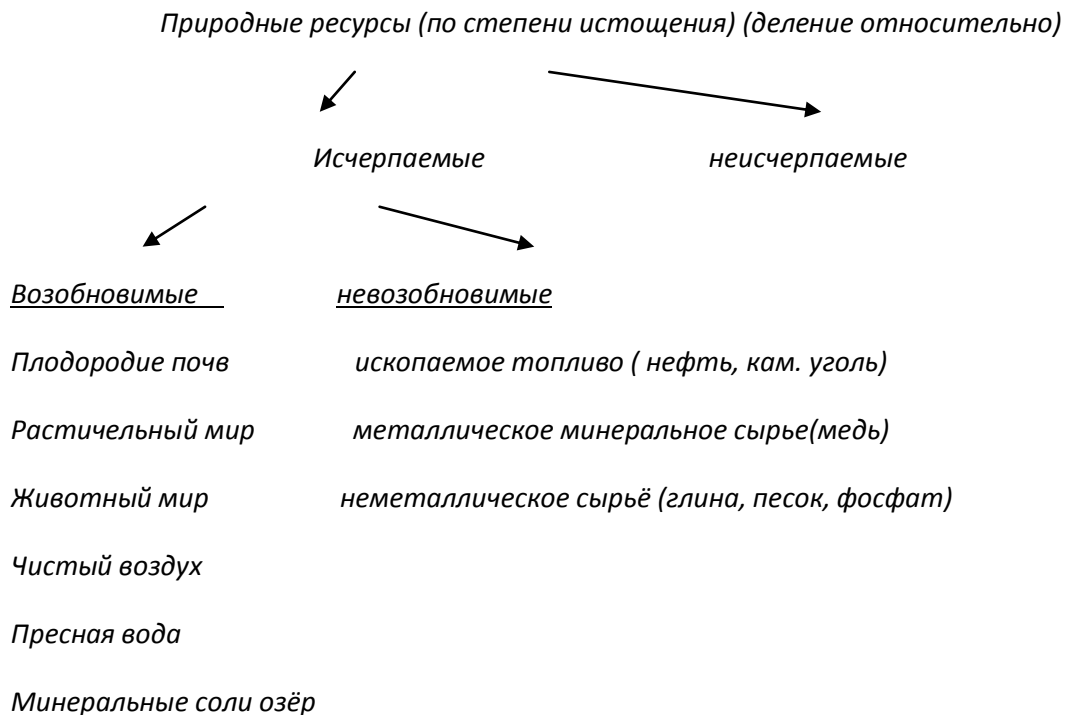 Природные ресурсы (по степени истощения) (деление относительно)
Исчерпаемые неисчерпаемые
Возобновимые невозобновимые
Плодородие почв ископаемое топливо ( нефть, кам. уголь)
Растичельный мир металлическое минеральное сырье(медь)
Животный мир неметаллическое сырьё (глина, песок, фосфат)
Чистый воздух
Пресная вода
Минеральные соли озёр